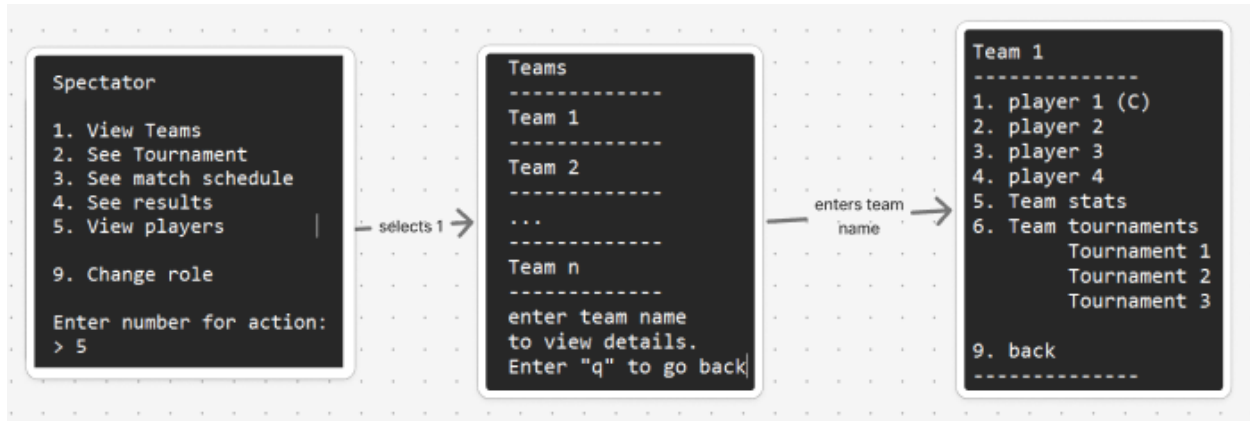 Spectator
1. View Teams
2. See Tournament
3. See match schedule
4. See results
5. View players
9. Change role
Enter number for action:
> 5
selects 1
Teams
-------------
Team 1
-------------
Team 2
-------------
...
-------------
Team n
-------------
enter team name
to view details.
Enter "q" to go back
enters team
name
Team 1
--------------
1. player 1 (C)
2. player 2
3. player 3
4. player 4
5. Team stats
6. Team tournaments
Tournament 1
Tournament 2
Tournament 3
9. back
--------------